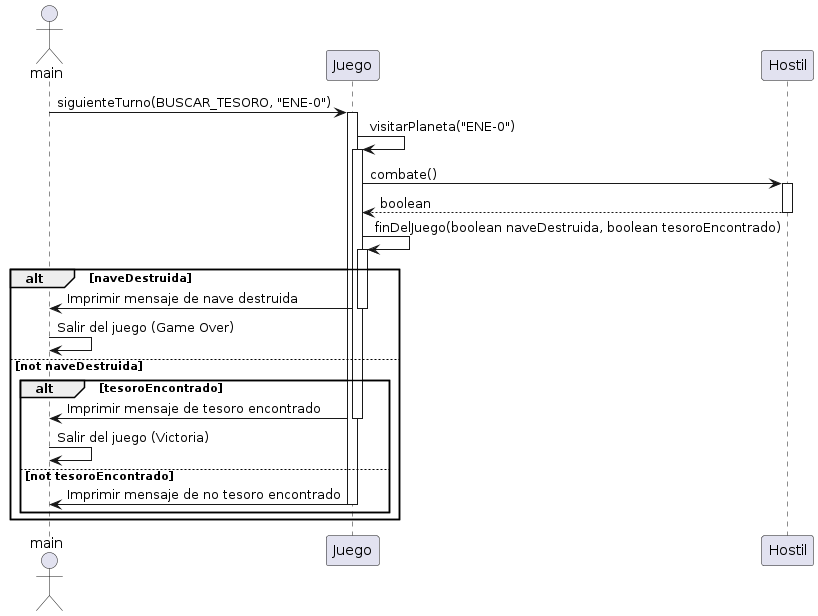 main
Juego
Hostil
siguienteTurno(BUSCAR_TESORO, "ENE-0")
visitarPlaneta("ENE-0")
combate()
boolean
finDelJuego(boolean naveDestruida, boolean tesoroEncontrado)
alt [naveDestruida]
Imprimir mensaje de nave destruida
Salir del juego (Game Over)
[not naveDestruida]
alt [tesoroEncontrado]
Imprimir mensaje de tesoro encontrado
Salir del juego (Victoria)
[not tesoroEncontrado]
Imprimir mensaje de no tesoro encontrado
main
Juego
Hostil